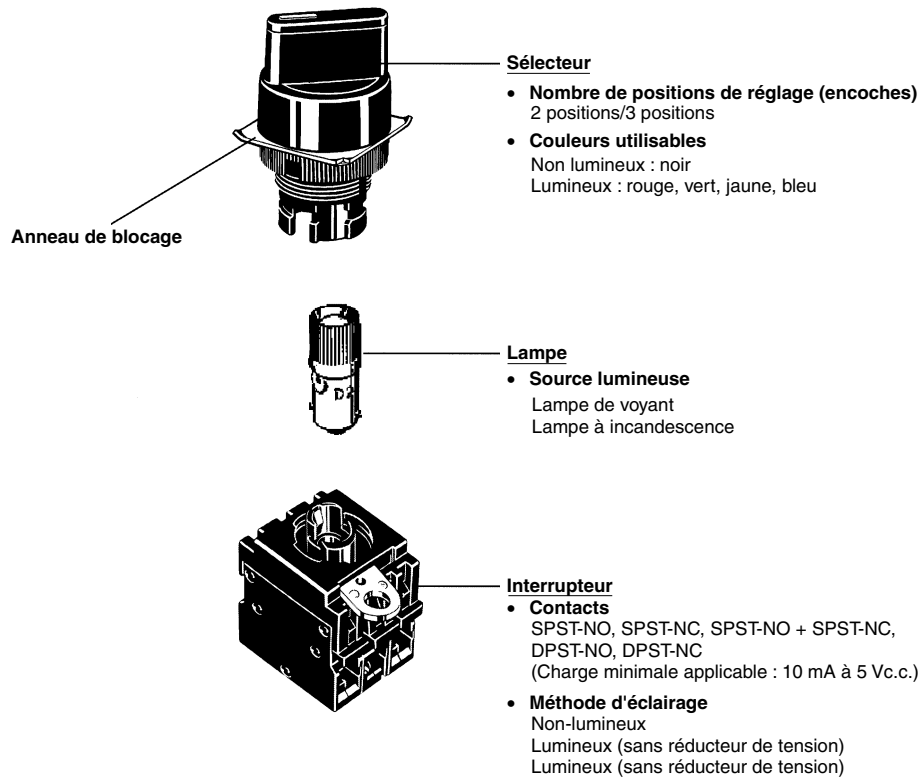 Sélecteur
• Nombre de positions de réglage (encoches)
2 positions/3 positions
• Couleurs utilisables
Non lumineux : noir
Lumineux : rouge, vert, jaune, bleu
Anneau de blocage
Lampe
• Source lumineuse
Lampe de voyant
Lampe à incandescence
D2
Interrupteur
• Contacts
SPST-NO, SPST-NC, SPST-NO + SPST-NC,
DPST-NO, DPST-NC
(Charge minimale applicable : 10 mA à 5 Vc.c.)
• Méthode d'éclairage
Non-lumineux
Lumineux (sans réducteur de tension)
Lumineux (sans réducteur de tension)